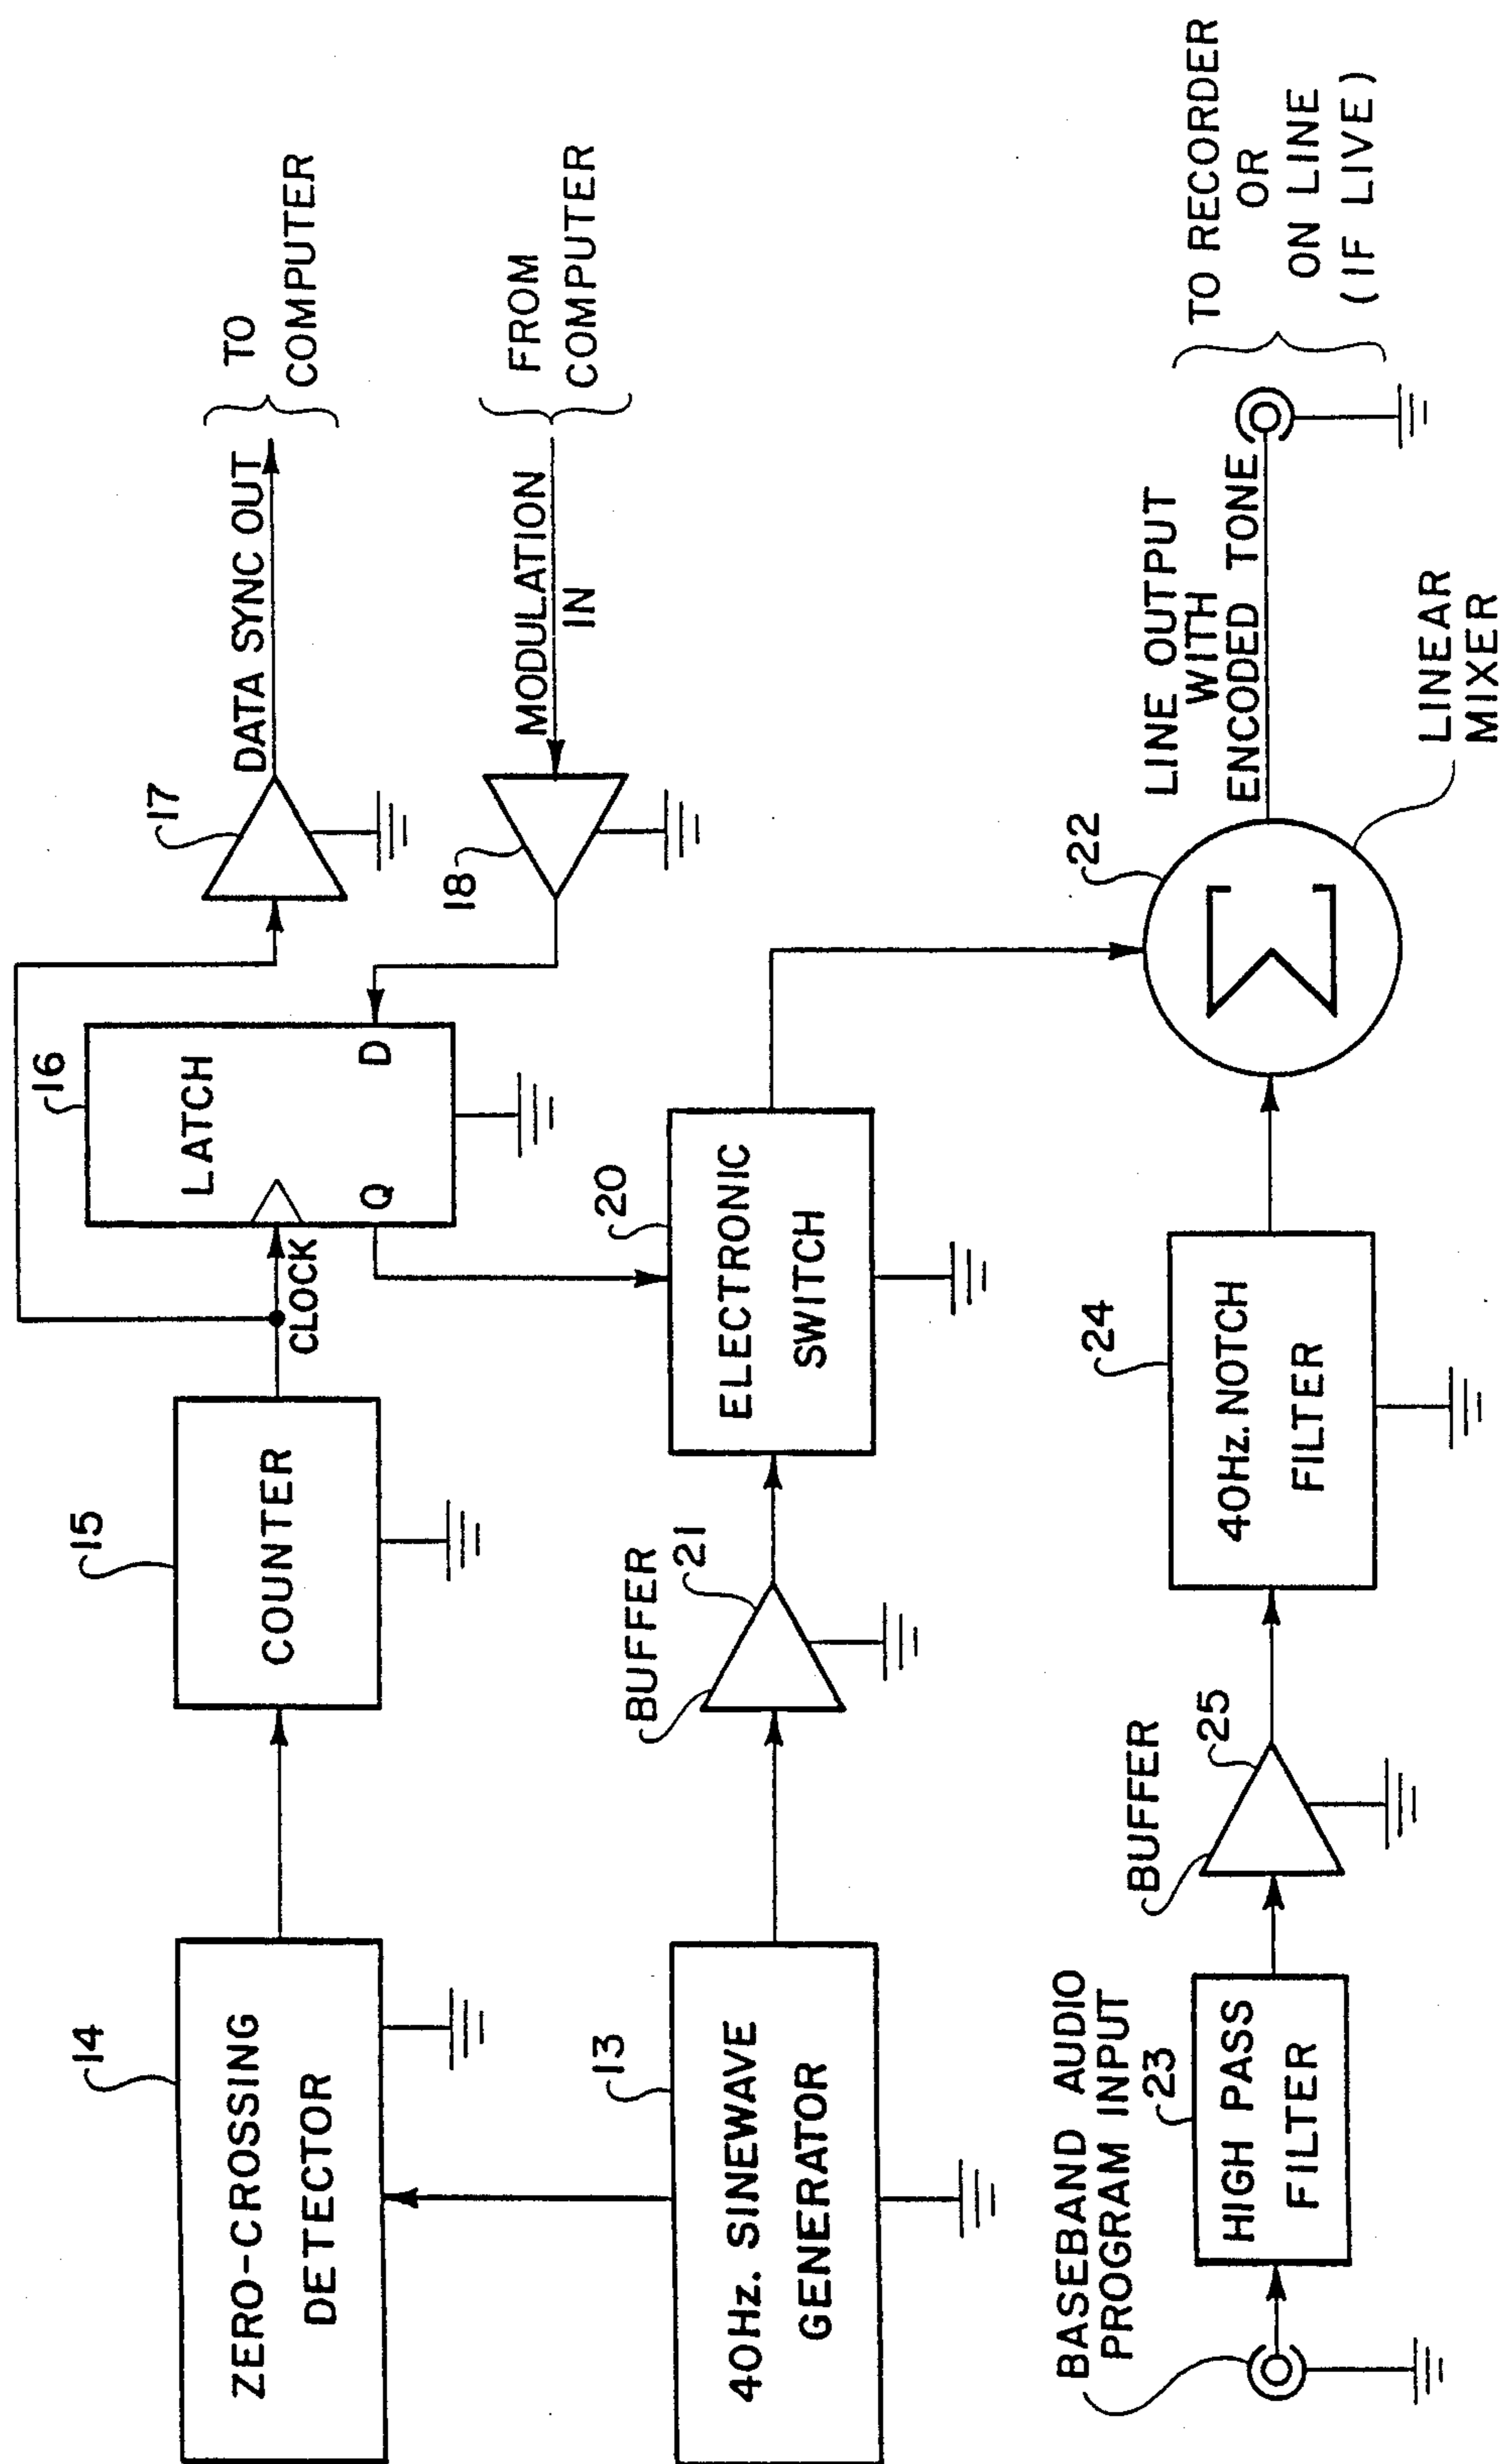 14
ZERO-CROSSING
DETECTOR
15
COUNTER
CLOCK
16
LATCH
Q
D
17
DATA SYNC OUT
TO
COMPUTER
18
MODULATION
IN
FROM
COMPUTER
13
40Hz. SINEWAVE
GENERATOR
BUFFER
21
20
ELECTRONIC
SWITCH
22
LINEAR
MIXER
LINE OUTPUT
WITH
ENCODED TONE
TO RECORDER
OR
ON LINE
(IF LIVE)
BASEBAND AUDIO
PROGRAM INPUT
23
HIGH PASS
FILTER
BUFFER
25
24
40Hz. NOTCH
FILTER